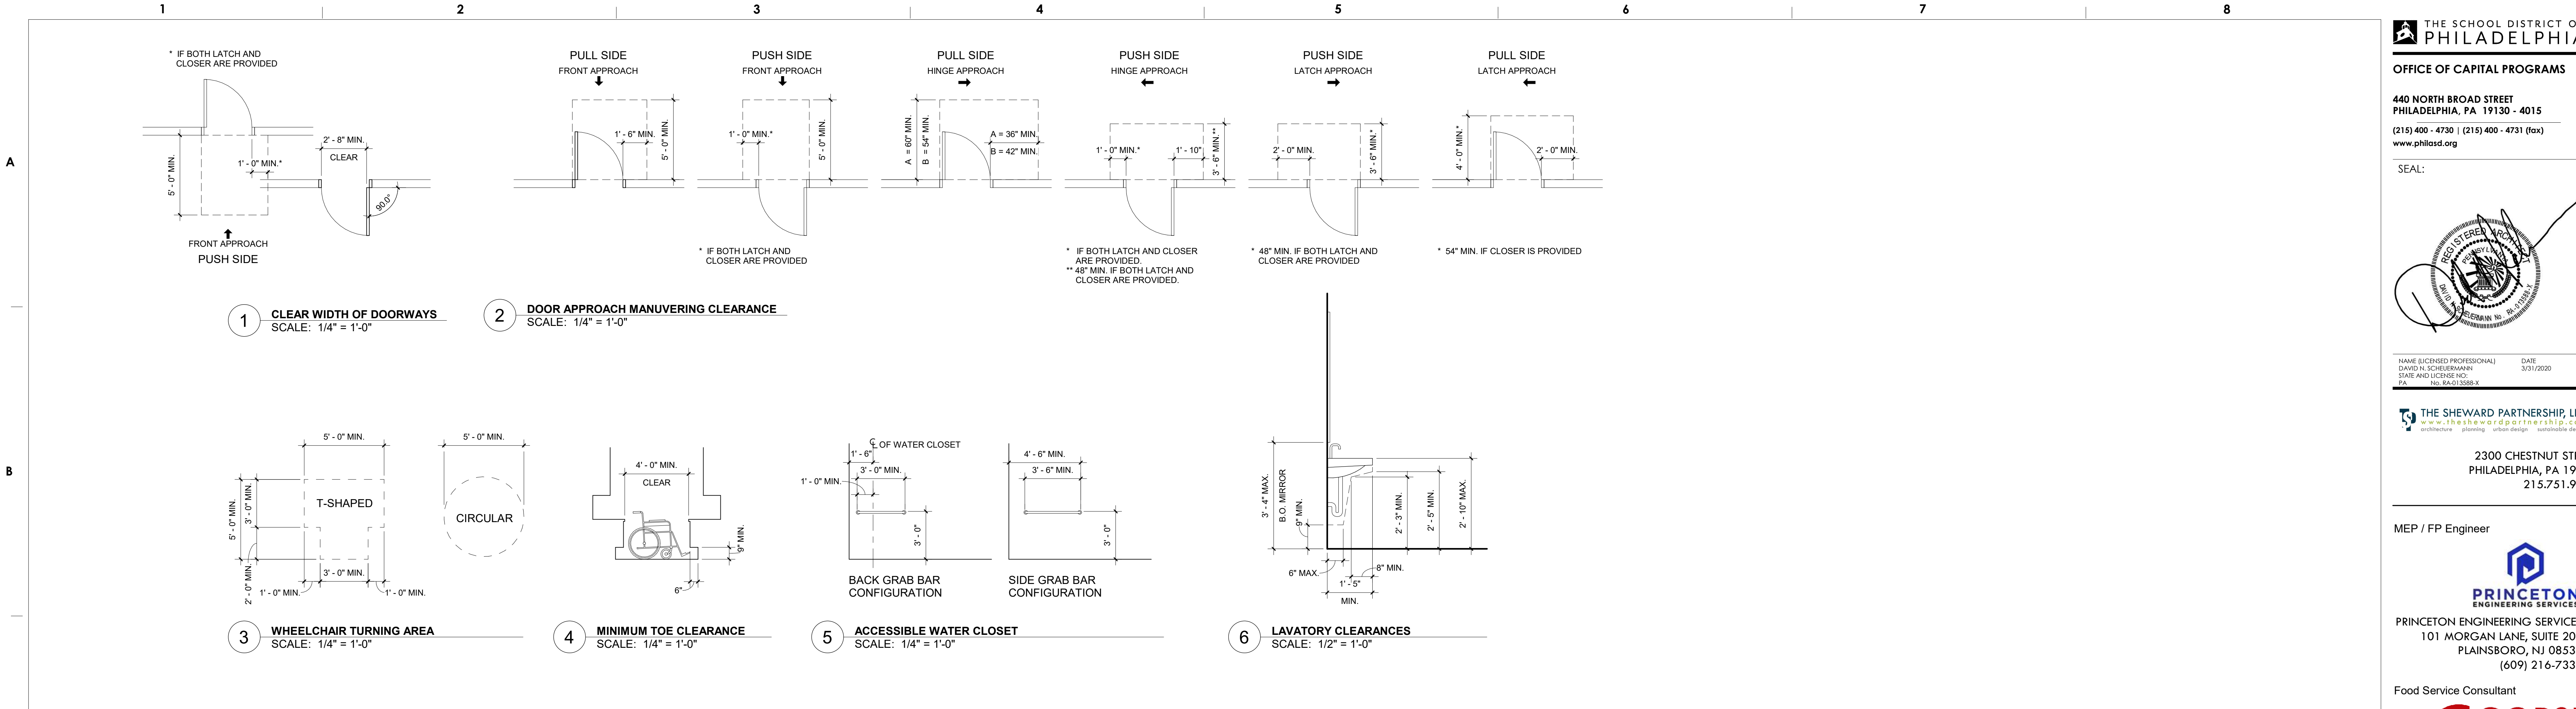 1 2 3 4 5 6 7 8
A
B
* IF BOTH LATCH AND
CLOSER ARE PROVIDED
5' - 0" MIN.
1' - 0" MIN.*
2' - 8" MIN.
CLEAR
90.0°
FRONT APPROACH
PUSH SIDE
1
CLEAR WIDTH OF DOORWAYS
SCALE: 1/4" = 1'-0"
PULL SIDE
FRONT APPROACH
1' - 6" MIN.
5' - 0" MIN.
PUSH SIDE
FRONT APPROACH
1' - 0" MIN.*
5' - 0" MIN.
* IF BOTH LATCH AND
CLOSER ARE PROVIDED
PULL SIDE
HINGE APPROACH
A = 60" MIN.
B = 54" MIN.
A = 36" MIN.
B = 42" MIN.
PUSH SIDE
HINGE APPROACH
1' - 0" MIN.*
1' - 10"
3' - 6" MIN.**
* IF BOTH LATCH AND CLOSER
ARE PROVIDED.
** 48" MIN. IF BOTH LATCH AND
CLOSER ARE PROVIDED.
PUSH SIDE
LATCH APPROACH
2' - 0" MIN.
3' - 6" MIN.*
* 48" MIN. IF BOTH LATCH AND
CLOSER ARE PROVIDED
PULL SIDE
LATCH APPROACH
4' - 0" MIN.*
2' - 0" MIN.
* 54" MIN. IF CLOSER IS PROVIDED
2
DOOR APPROACH MANUVERING CLEARANCE
SCALE: 1/4" = 1'-0"
5' - 0" MIN.
5' - 0" MIN.
3' - 0" MIN.
2' - 0" MIN.
T-SHAPED
3' - 0" MIN.
1' - 0" MIN.
1' - 0" MIN.
5' - 0" MIN.
CIRCULAR
3
WHEELCHAIR TURNING AREA
SCALE: 1/4" = 1'-0"
4' - 0" MIN.
CLEAR
9" MIN.
6"
4
MINIMUM TOE CLEARANCE
SCALE: 1/4" = 1'-0"
℄ OF WATER CLOSET
1' - 6"
3' - 0" MIN.
1' - 0" MIN.
3' - 0"
BACK GRAB BAR
CONFIGURATION
4' - 6" MIN.
3' - 6" MIN.
3' - 0"
SIDE GRAB BAR
CONFIGURATION
5
ACCESSIBLE WATER CLOSET
SCALE: 1/4" = 1'-0"
3' - 4" MAX.
B.O. MIRROR
9" MIN.
2' - 3" MIN.
2' - 5" MIN.
2' - 10" MAX.
6" MAX.
8" MIN.
1' - 5"
MIN.
6
LAVATORY CLEARANCES
SCALE: 1/2" = 1'-0"
THE SCHOOL DISTRICT O
PHILADELPHIA
OFFICE OF CAPITAL PROGRAMS
440 NORTH BROAD STREET
PHILADELPHIA, PA 19130 - 4015
(215) 400 - 4730 | (215) 400 - 4731 (fax)
www.philasd.org
SEAL:
REGISTERED ARCHITECT
DAVID N. SCHEUERMANN No. RA-013588-X
NAME (LICENSED PROFESSIONAL) DATE
DAVID N. SCHEUERMANN 3/31/2020
STATE AND LICENSE NO:
PA No. RA-013588-X
THE SHEWARD PARTNERSHIP, L
www.theshewardpartnership.c
architecture planning urban design sustainable de
2300 CHESTNUT ST
PHILADELPHIA, PA 19
215.751.9
MEP / FP Engineer
PRINCETON
ENGINEERING SERVICES
PRINCETON ENGINEERING SERVICE
101 MORGAN LANE, SUITE 20
PLAINSBORO, NJ 0853
(609) 216-733
Food Service Consultant